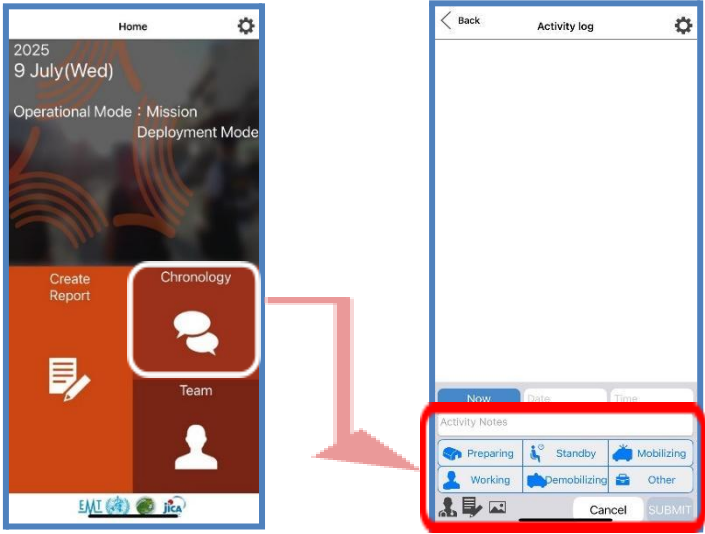 Home
2025
9 July(Wed)
Operational Mode : Mission
Deployment Mode
Create
Report
Chronology
Team
EMT
jICA
Back
Activity log
Now
Date
Time
Activity Notes
Preparing
Standby
Mobilizing
Working
Demobilizing
Other
Cancel
SUBMIT